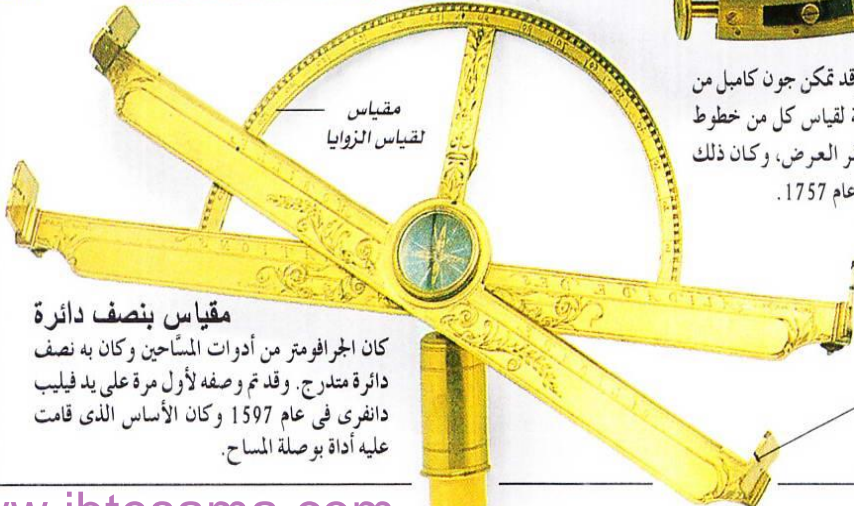 قد تمكن جون كامبل من
لقياس كل من خطوط
العرض، وكان ذلك
عام 1757.
مقياس
لقياس الزوايا
مقياس بنصف دائرة
كان الجرافومتر من أدوات المسَّاحين وكان به نصف
دائرة متدرج. وقد تم وصفه لأول مرة على يد فيليب
دانفرى فى عام 1597 وكان الأساس الذى قامت
عليه أداة بوصلة المساح.